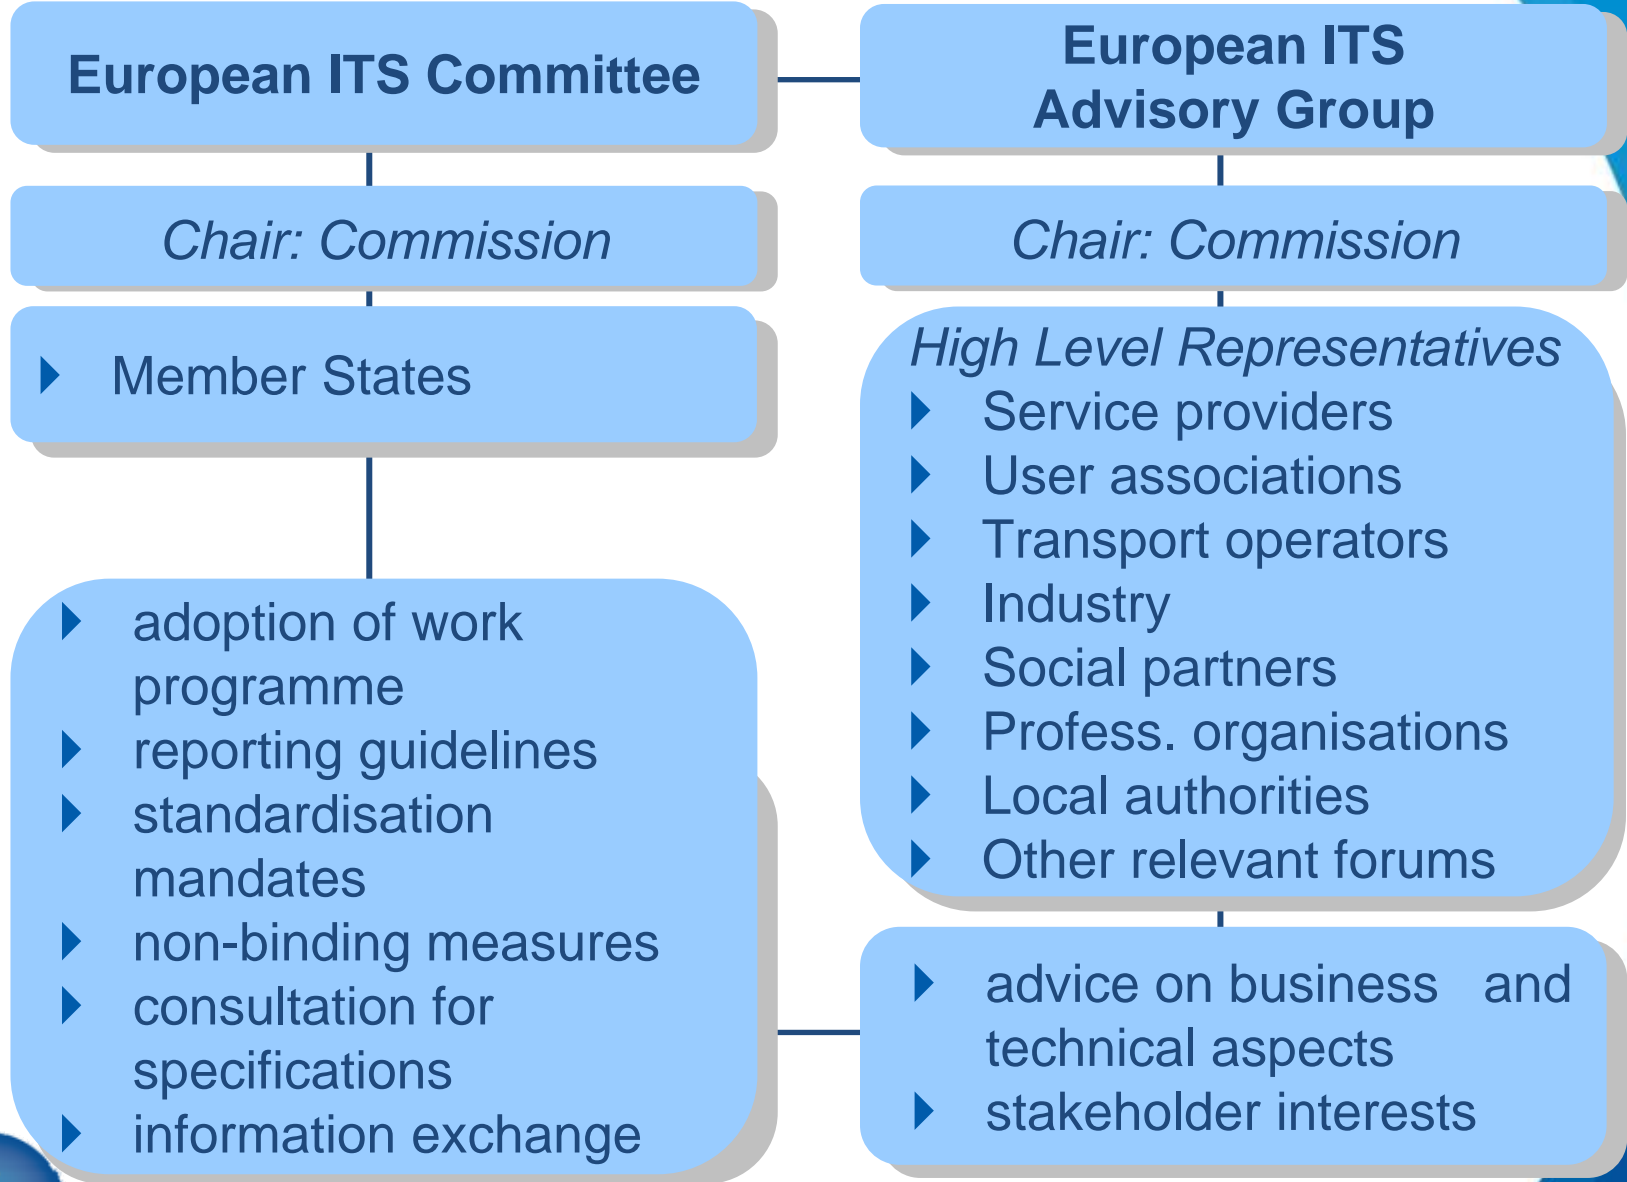 European ITS Committee
Chair: Commission
Member States
adoption of work
programme
reporting guidelines
standardisation
mandates
non-binding measures
consultation for
specifications
information exchange
European ITS
Advisory Group
Chair: Commission
High Level Representatives
Service providers
User associations
Transport operators
Industry
Social partners
Profess. organisations
Local authorities
Other relevant forums
advice on business and
technical aspects
stakeholder interests